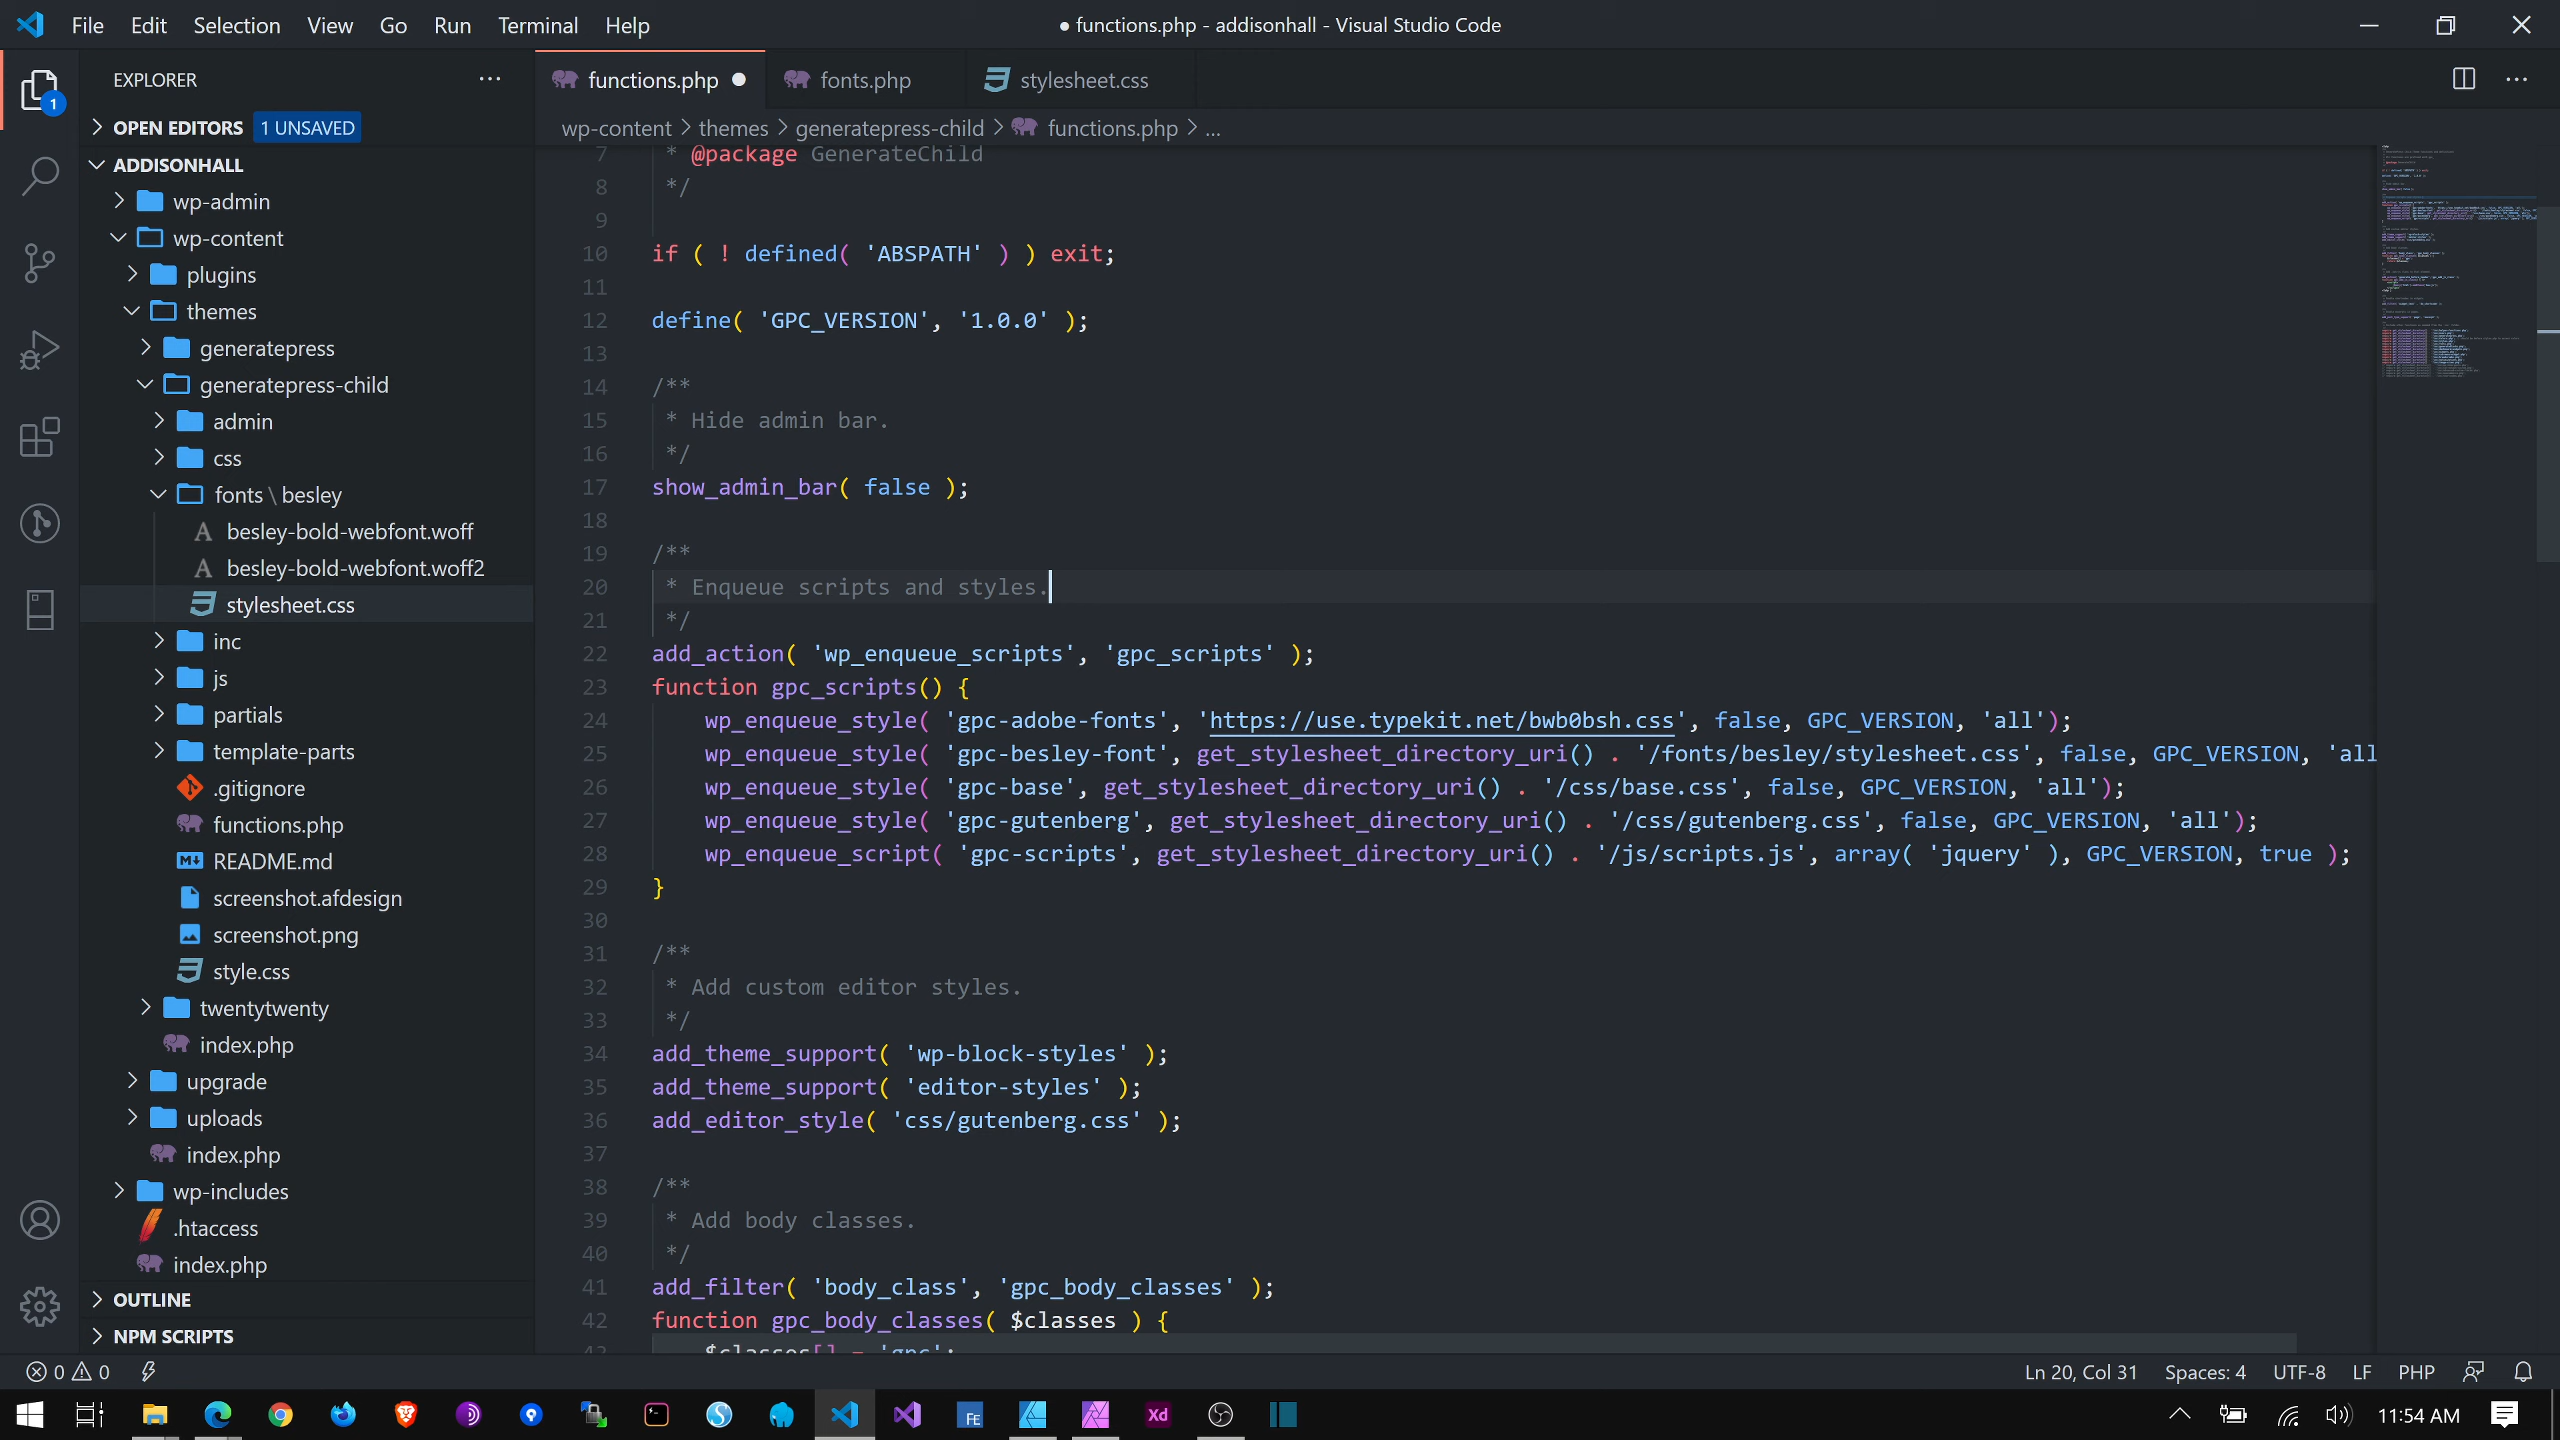 File Edit Selection View Go Run Terminal Help
● functions.php - addisonhall - Visual Studio Code
EXPLORER
OPEN EDITORS 1 UNSAVED
ADDISONHALL
wp-admin
wp-content
plugins
themes
generatepress
generatepress-child
admin
css
fonts \ besley
besley-bold-webfont.woff
besley-bold-webfont.woff2
stylesheet.css
inc
js
partials
template-parts
.gitignore
functions.php
README.md
screenshot.afdesign
screenshot.png
style.css
twentytwenty
index.php
upgrade
uploads
index.php
wp-includes
.htaccess
index.php
OUTLINE
NPM SCRIPTS
1
functions.php ● fonts.php stylesheet.css
wp-content > themes > generatepress-child > functions.php > ...
7 * @package GenerateChild
8 */
9
10 if ( ! defined( 'ABSPATH' ) ) exit;
11
12 define( 'GPC_VERSION', '1.0.0' );
13
14 /**
15 * Hide admin bar.
16 */
17 show_admin_bar( false );
18
19 /**
20 * Enqueue scripts and styles.
21 */
22 add_action( 'wp_enqueue_scripts', 'gpc_scripts' );
23 function gpc_scripts() {
24 wp_enqueue_style( 'gpc-adobe-fonts', 'https://use.typekit.net/bwb0bsh.css', false, GPC_VERSION, 'all');
25 wp_enqueue_style( 'gpc-besley-font', get_stylesheet_directory_uri() . '/fonts/besley/stylesheet.css', false, GPC_VERSION, 'all
26 wp_enqueue_style( 'gpc-base', get_stylesheet_directory_uri() . '/css/base.css', false, GPC_VERSION, 'all');
27 wp_enqueue_style( 'gpc-gutenberg', get_stylesheet_directory_uri() . '/css/gutenberg.css', false, GPC_VERSION, 'all');
28 wp_enqueue_script( 'gpc-scripts', get_stylesheet_directory_uri() . '/js/scripts.js', array( 'jquery' ), GPC_VERSION, true );
29 }
30
31 /**
32 * Add custom editor styles.
33 */
34 add_theme_support( 'wp-block-styles' );
35 add_theme_support( 'editor-styles' );
36 add_editor_style( 'css/gutenberg.css' );
37
38 /**
39 * Add body classes.
40 */
41 add_filter( 'body_class', 'gpc_body_classes' );
42 function gpc_body_classes( $classes ) {
43 $classes[] = 'gpc';
0 0
Ln 20, Col 31 Spaces: 4 UTF-8 LF PHP
FE Xd
11:54 AM